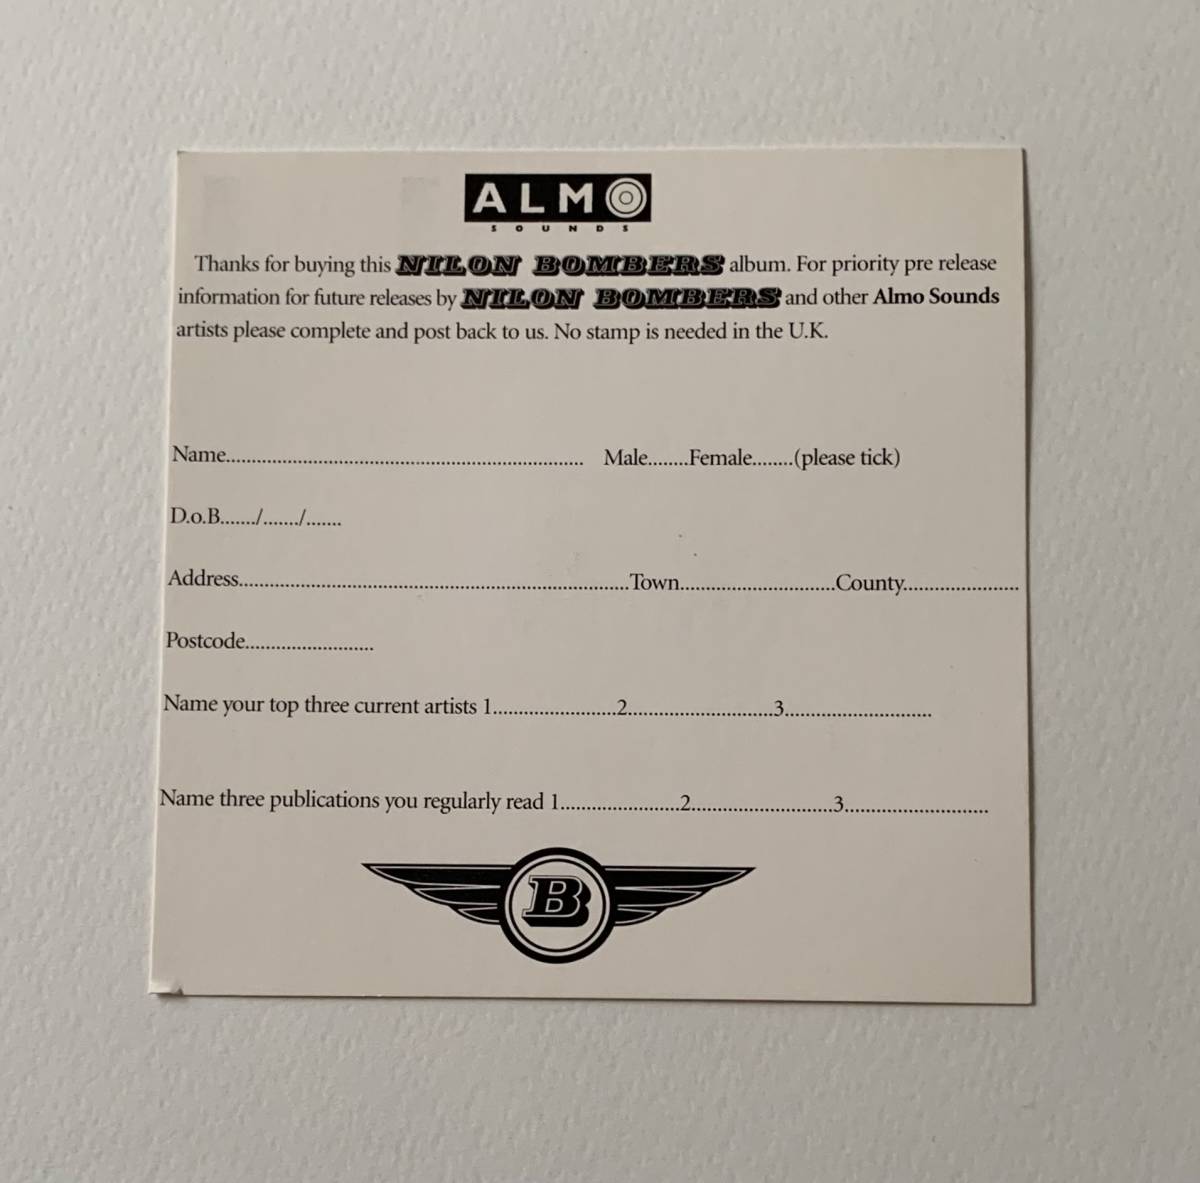 ALMO
SOUNDS
Thanks for buying this NILON BOMBERS album. For priority pre release
information for future releases by NILON BOMBERS and other Almo Sounds
artists please complete and post back to us. No stamp is needed in the U.K.
Name...................................................................... Male........Female........(please tick)
D.o.B......./......./.......
Address............................................................................Town..............................County......................
Postcode.........................
Name your top three current artists 1........................2............................3............................
Name three publications you regularly read 1.......................2...........................3............................
B